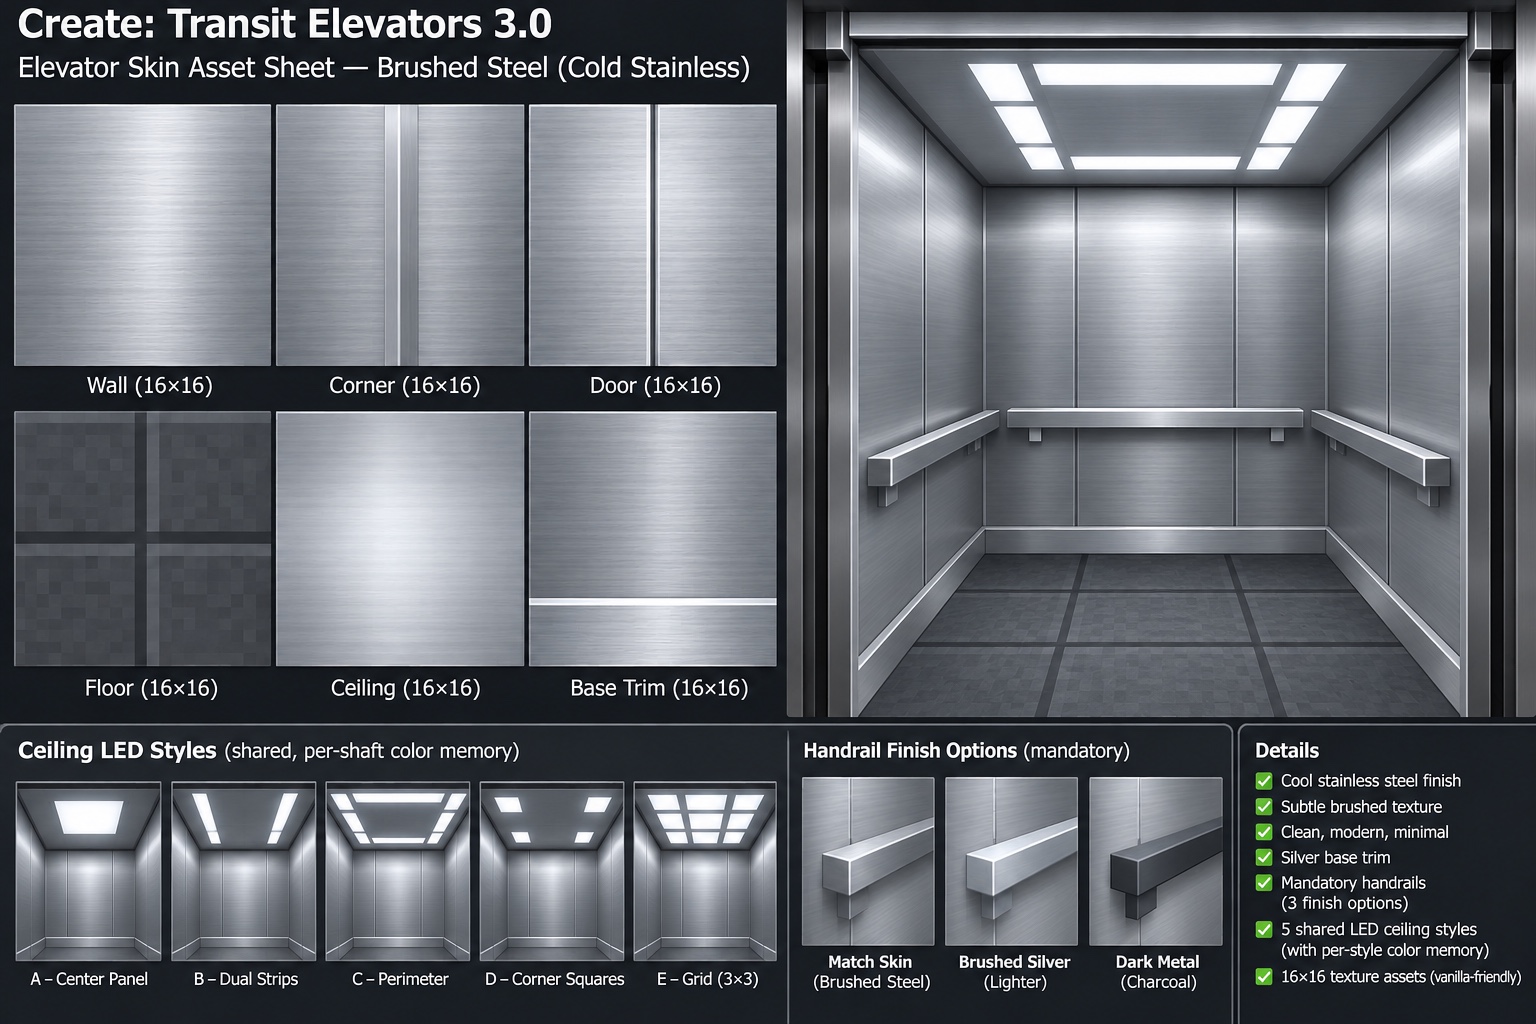 Create: Transit Elevators 3.0
Elevator Skin Asset Sheet — Brushed Steel (Cold Stainless)
Wall (16×16)
Corner (16×16)
Door (16×16)
Floor (16×16)
Ceiling (16×16)
Base Trim (16×16)
Ceiling LED Styles (shared, per-shaft color memory)
A – Center Panel
B – Dual Strips
C – Perimeter
D – Corner Squares
E – Grid (3×3)
Handrail Finish Options (mandatory)
Match Skin
(Brushed Steel)
Brushed Silver
(Lighter)
Dark Metal
(Charcoal)
Details
Cool stainless steel finish
Subtle brushed texture
Clean, modern, minimal
Silver base trim
Mandatory handrails
(3 finish options)
5 shared LED ceiling styles
(with per-style color memory)
16×16 texture assets (vanilla-friendly)